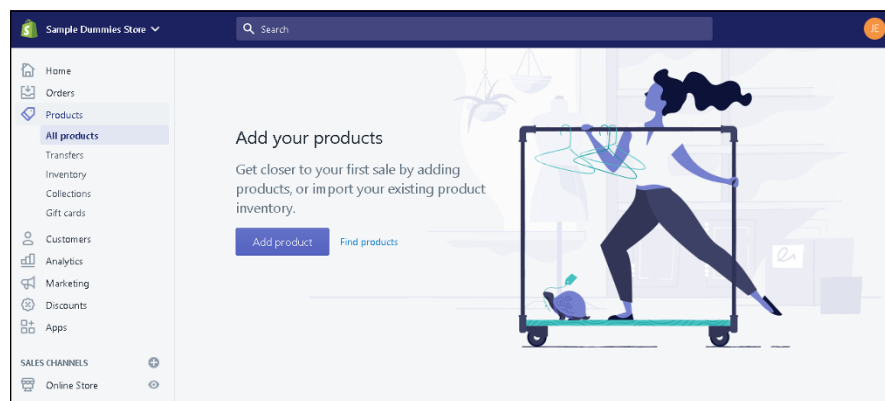 Sample Dummies Store
Search
JE
Home
Orders
Products
All products
Transfers
Inventory
Collections
Gift cards
Customers
Analytics
Marketing
Discounts
Apps
SALES CHANNELS
Online Store
Add your products
Get closer to your first sale by adding
products, or import your existing product
inventory.
Add product
Find products